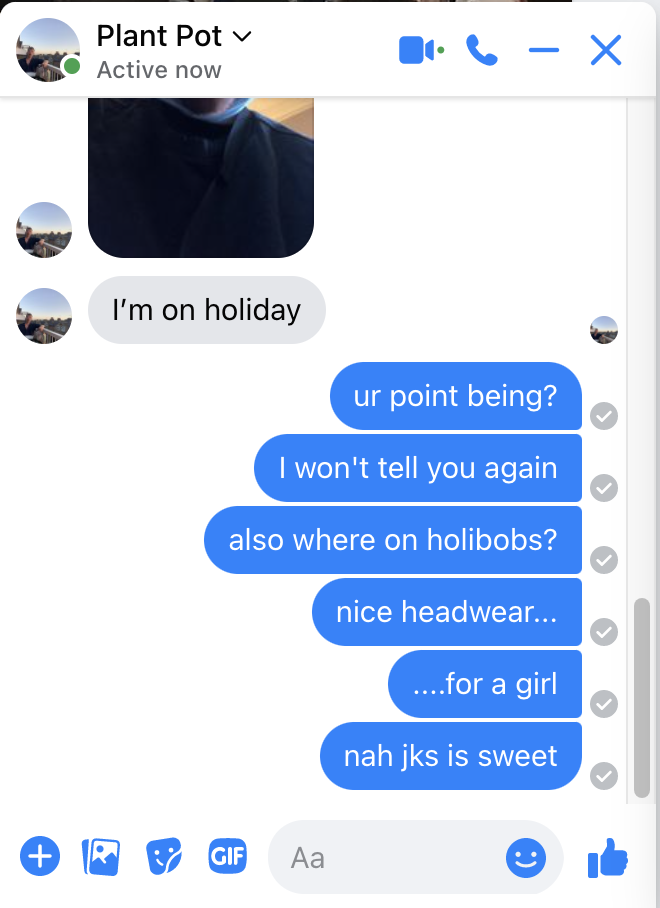 Plant Pot
Active now
I’m on holiday
ur point being?
I won't tell you again
also where on holibobs?
nice headwear...
....for a girl
nah jks is sweet
GIF
Aa